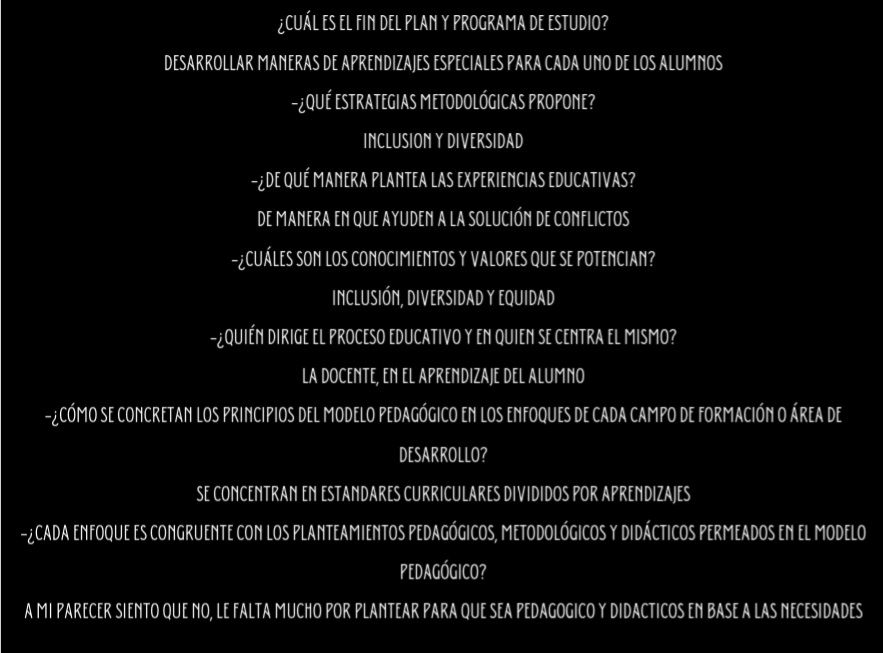 ¿CUÁL ES EL FIN DEL PLAN Y PROGRAMA DE ESTUDIO?
DESARROLLAR MANERAS DE APRENDIZAJES ESPECIALES PARA CADA UNO DE LOS ALUMNOS
-¿QUÉ ESTRATEGIAS METODOLÓGICAS PROPONE?
INCLUSION Y DIVERSIDAD
-¿DE QUÉ MANERA PLANTEA LAS EXPERIENCIAS EDUCATIVAS?
DE MANERA EN QUE AYUDEN A LA SOLUCIÓN DE CONFLICTOS
-¿CUÁLES SON LOS CONOCIMIENTOS Y VALORES QUE SE POTENCIAN?
INCLUSIÓN, DIVERSIDAD Y EQUIDAD
-¿QUIÉN DIRIGE EL PROCESO EDUCATIVO Y EN QUIEN SE CENTRA EL MISMO?
LA DOCENTE, EN EL APRENDIZAJE DEL ALUMNO
-¿CÓMO SE CONCRETAN LOS PRINCIPIOS DEL MODELO PEDAGÓGICO EN LOS ENFOQUES DE CADA CAMPO DE FORMACIÓN O ÁREA DE
DESARROLLO?
SE CONCENTRAN EN ESTANDARES CURRICULARES DIVIDIDOS POR APRENDIZAJES
-¿CADA ENFOQUE ES CONGRUENTE CON LOS PLANTEAMIENTOS PEDAGÓGICOS, METODOLÓGICOS Y DIDÁCTICOS PERMEADOS EN EL MODELO
PEDAGÓGICO?
A MI PARECER SIENTO QUE NO, LE FALTA MUCHO POR PLANTEAR PARA QUE SEA PEDAGOGICO Y DIDACTICOS EN BASE A LAS NECESIDADES